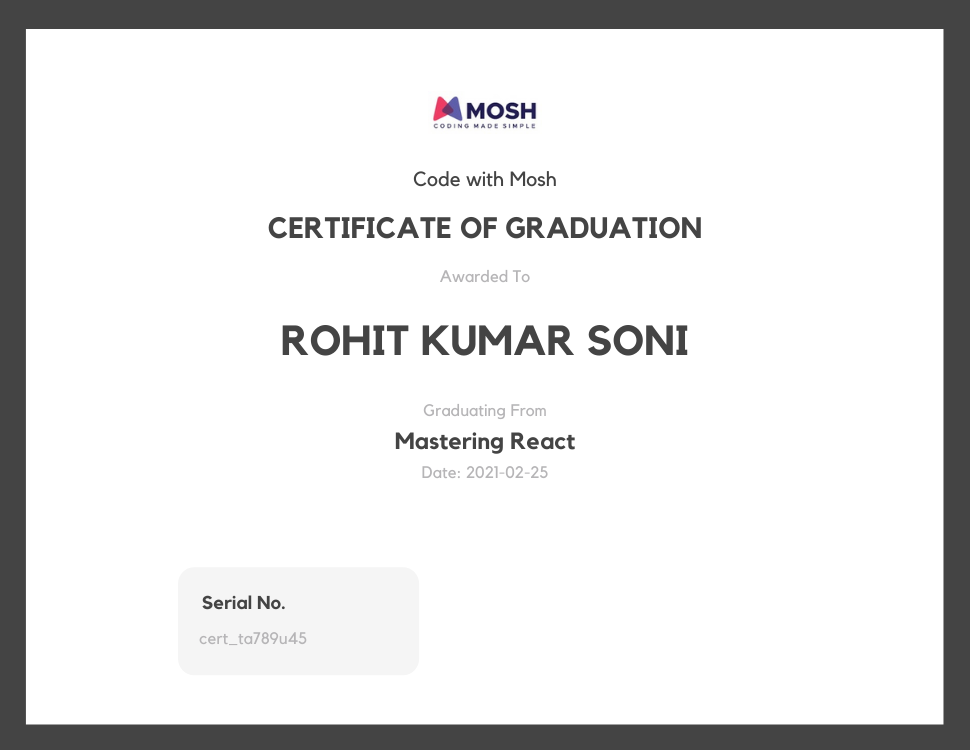 MOSH
CODING MADE SIMPLE
Code with Mosh
CERTIFICATE OF GRADUATION
Awarded To
ROHIT KUMAR SONI
Graduating From
Mastering React
Date: 2021-02-25
Serial No.
cert_ta789u45